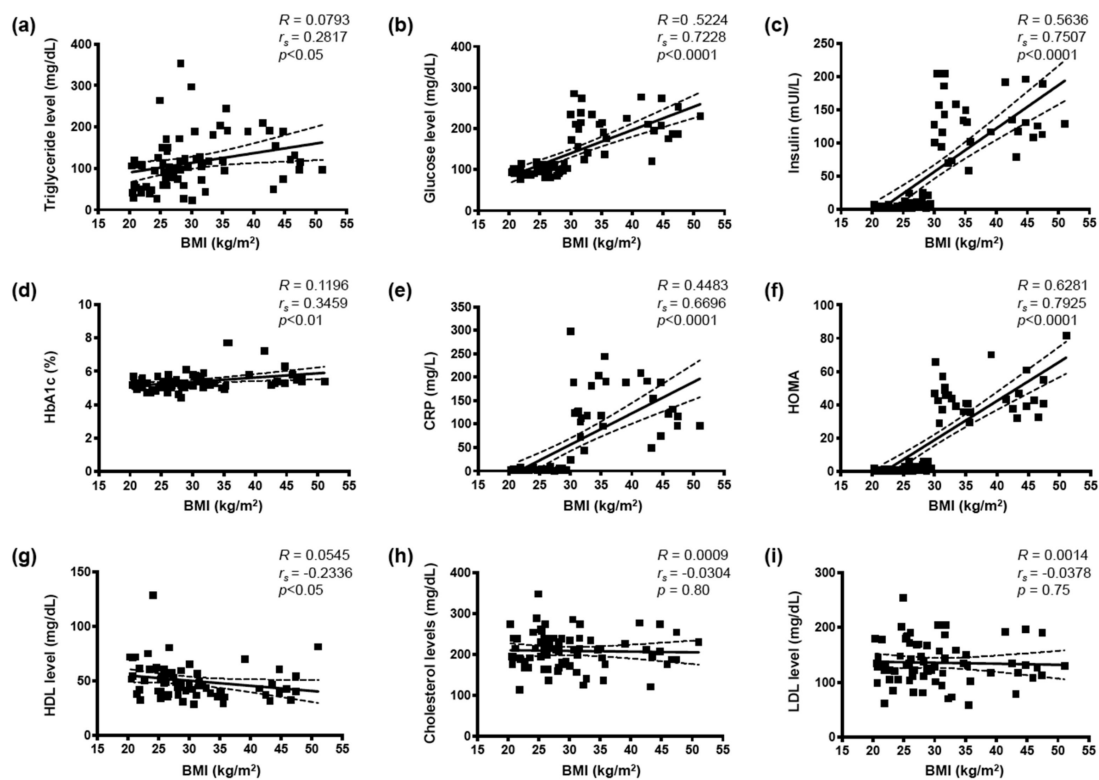 (a)
R = 0.0793
rs = 0.2817
p<0.05
Triglyceride level (mg/dL)
400
300
200
100
0
15 20 25 30 35 40 45 50 55
BMI (kg/m²)
(b)
R =0 .5224
rs = 0.7228
p<0.0001
Glucose level (mg/dL)
400
300
200
100
0
15 20 25 30 35 40 45 50 55
BMI (kg/m²)
(c)
R = 0.5636
rs = 0.7507
p<0.0001
Insulin (mUI/L)
250
200
150
100
50
0
15 20 25 30 35 40 45 50 55
BMI (kg/m²)
(d)
R = 0.1196
rs = 0.3459
p<0.01
HbA1c (%)
10
8
6
4
2
0
15 20 25 30 35 40 45 50 55
BMI (kg/m²)
(e)
R = 0.4483
rs = 0.6696
p<0.0001
CRP (mg/L)
350
300
250
200
150
100
50
0
15 20 25 30 35 40 45 50 55
BMI (kg/m²)
(f)
R = 0.6281
rs = 0.7925
p<0.0001
HOMA
100
80
60
40
20
0
15 20 25 30 35 40 45 50 55
BMI (kg/m²)
(g)
R = 0.0545
rs = -0.2336
p<0.05
HDL level (mg/dL)
150
100
50
0
15 20 25 30 35 40 45 50 55
BMI (kg/m²)
(h)
R = 0.0009
rs = -0.0304
p = 0.80
Cholesterol levels (mg/dL)
400
300
200
100
0
15 20 25 30 35 40 45 50 55
BMI (kg/m²)
(i)
R = 0.0014
rs = -0.0378
p = 0.75
LDL level (mg/dL)
300
200
100
0
15 20 25 30 35 40 45 50 55
BMI (kg/m²)